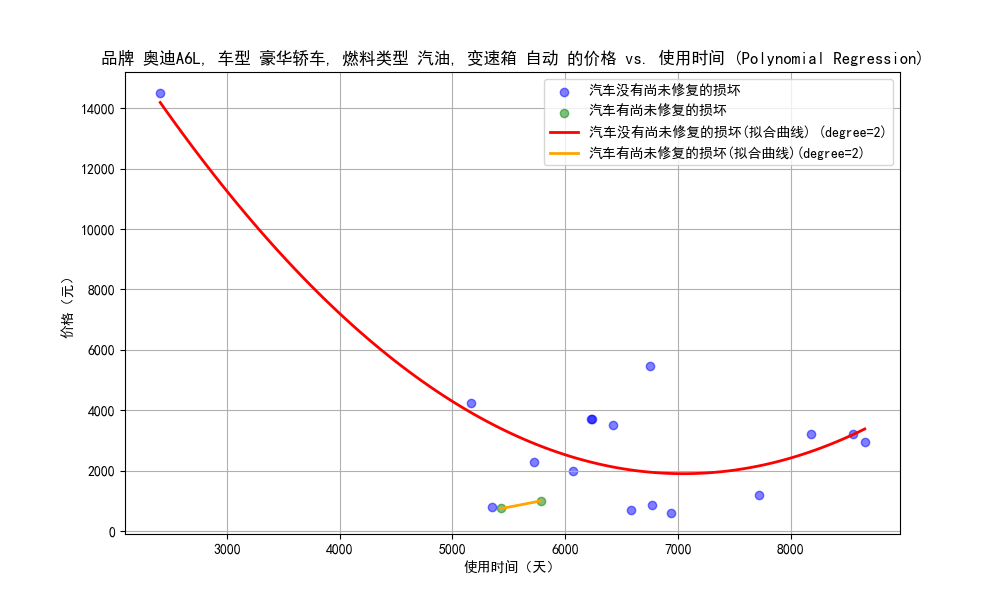 品牌 奥迪A6L, 车型 豪华轿车, 燃料类型 汽油, 变速箱 自动 的价格 vs. 使用时间 (Polynomial Regression)
汽车没有尚未修复的损坏
汽车有尚未修复的损坏
汽车没有尚未修复的损坏(拟合曲线) (degree=2)
汽车有尚未修复的损坏(拟合曲线)(degree=2)
价格（元）
14000
12000
10000
8000
6000
4000
2000
0
3000
4000
5000
6000
7000
8000
使用时间（天）